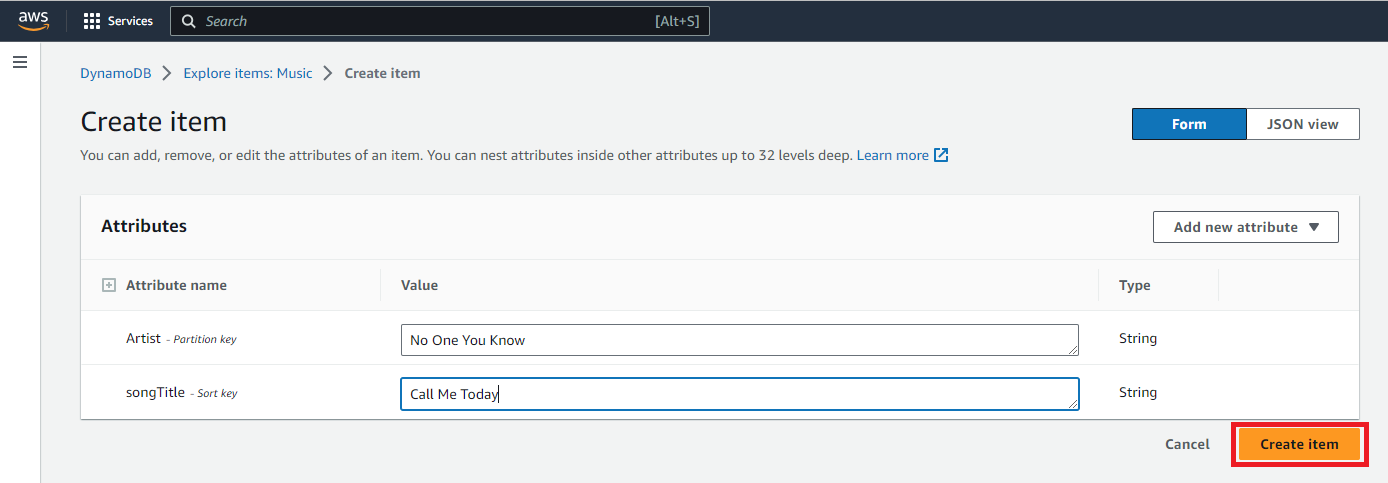 aws Services Search [Alt+S]
DynamoDB > Explore items: Music > Create item
Create item
Form JSON view
You can add, remove, or edit the attributes of an item. You can nest attributes inside other attributes up to 32 levels deep. Learn more
Attributes
Add new attribute
Attribute name Value Type
Artist - Partition key No One You Know String
songTitle - Sort key Call Me Today String
Cancel Create item